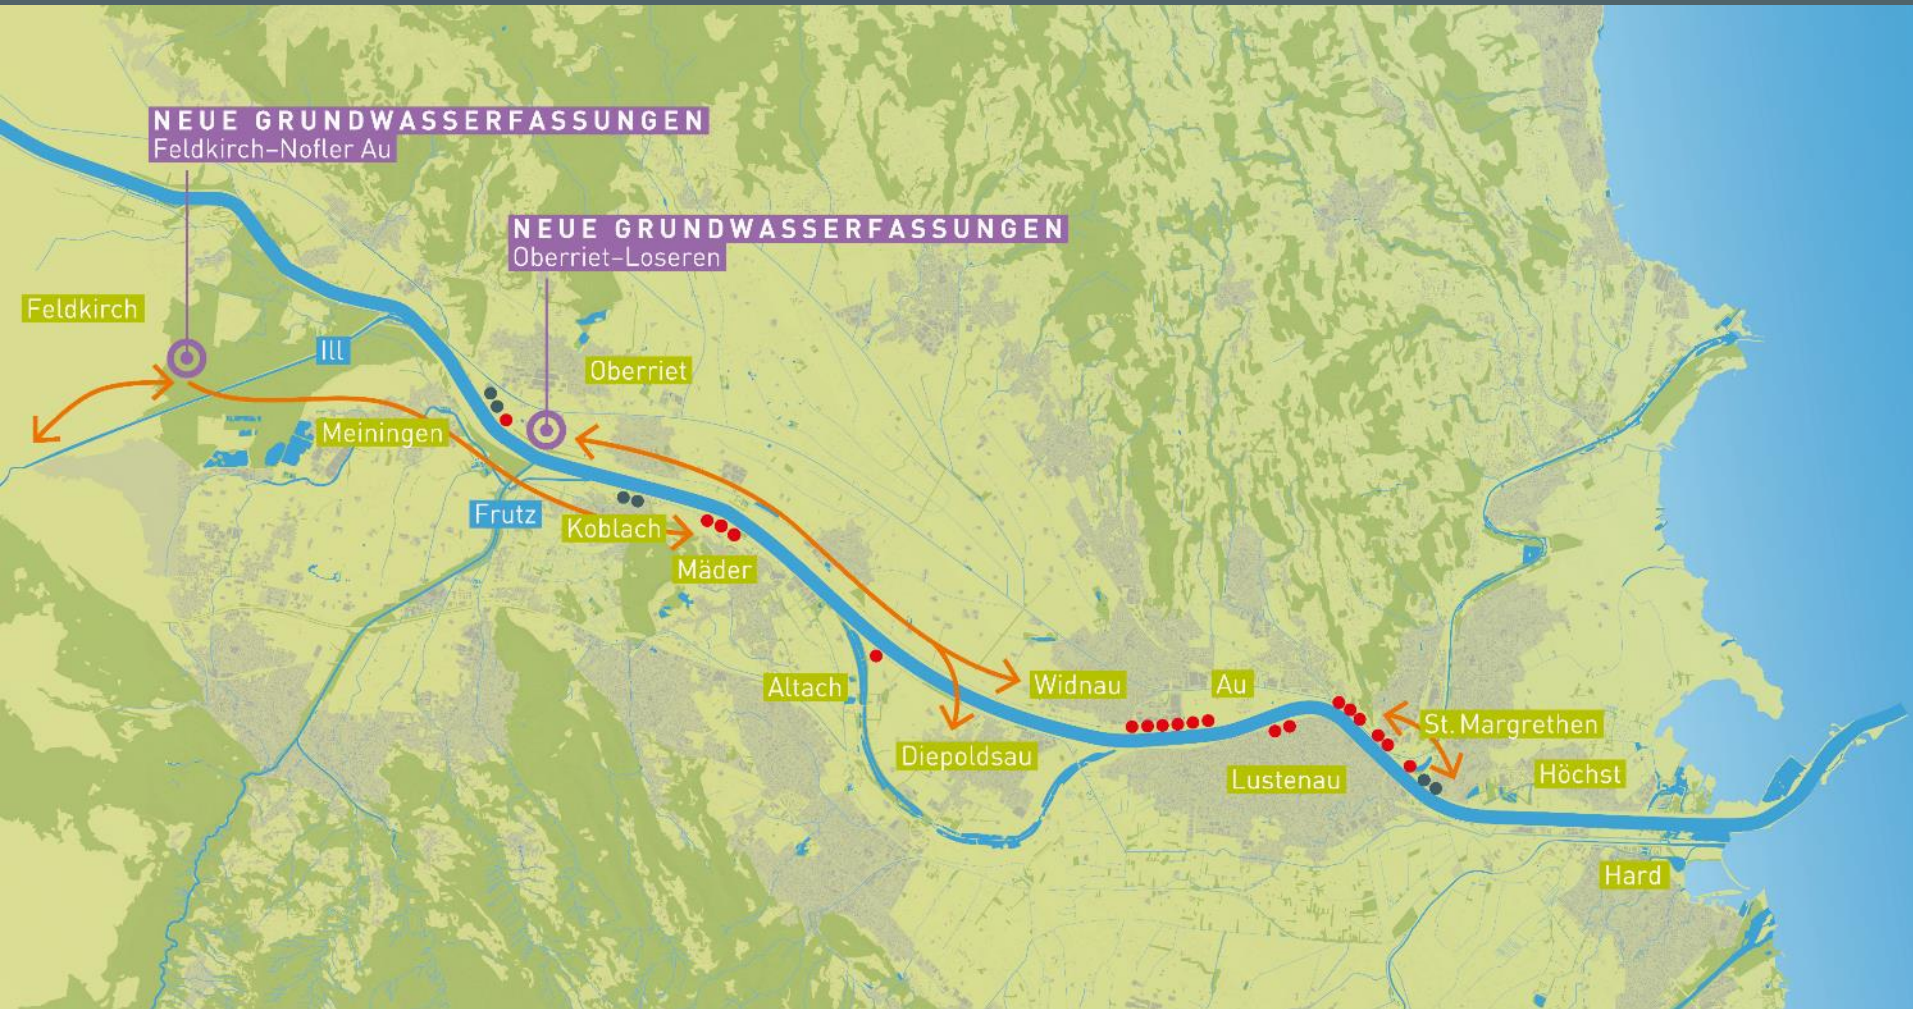 NEUE GRUNDWASSERFASSUNGEN
Feldkirch–Nofler Au
NEUE GRUNDWASSERFASSUNGEN
Oberriet–Loseren
Feldkirch
Ill
Oberriet
Meiningen
Frutz
Koblach
Mäder
Altach
Widnau
Au
Diepoldsau
St. Margrethen
Lustenau
Höchst
Hard